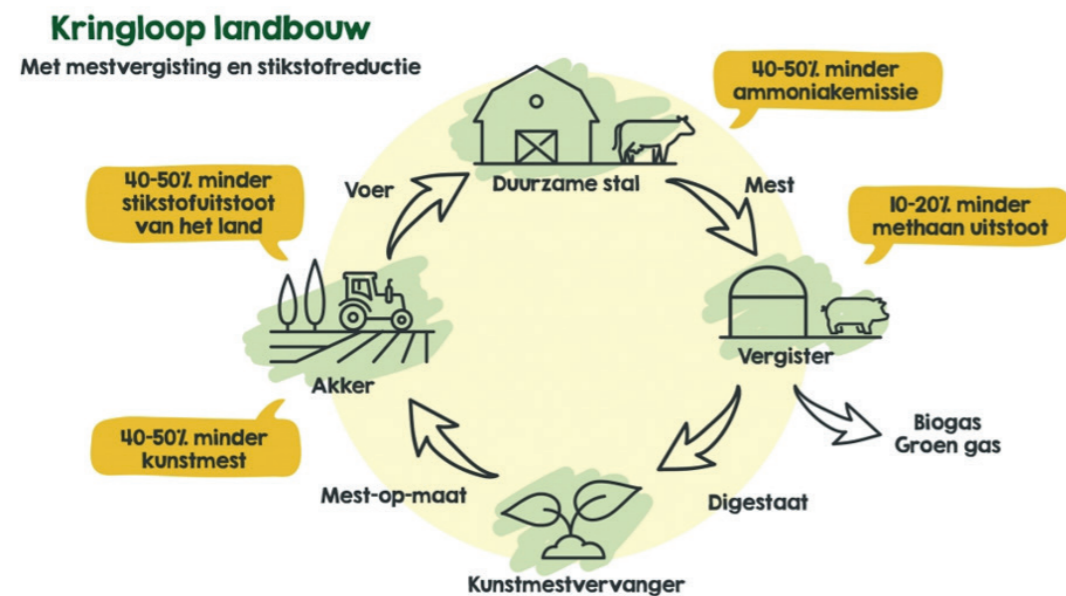 Kringloop landbouw
Met mestvergisting en stikstofreductie
40-50% minder
ammoniakemissie
40-50% minder
stikstofuitstoot
van het land
Voer
Duurzame stal
Mest
10-20% minder
methaan uitstoot
Vergister
Akker
Biogas
Groen gas
40-50% minder
kunstmest
Mest-op-maat
Digestaat
Kunstmestvervanger